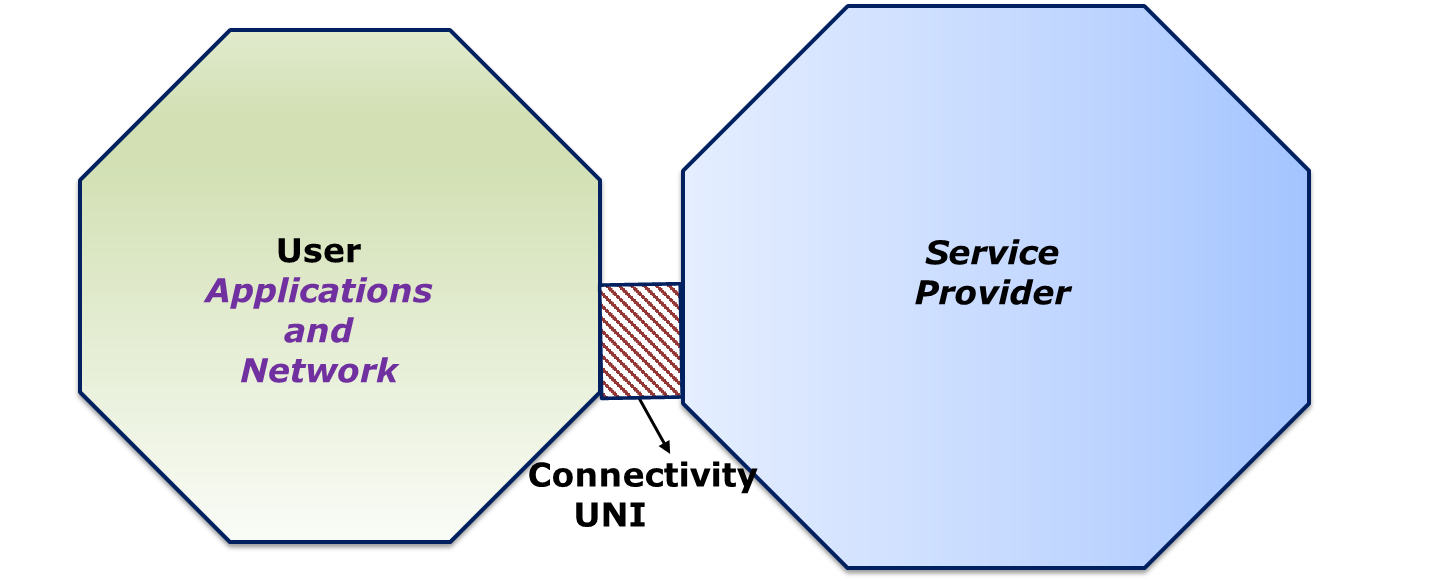 User
Applications
and
Network
Service
Provider
Connectivity
UNI